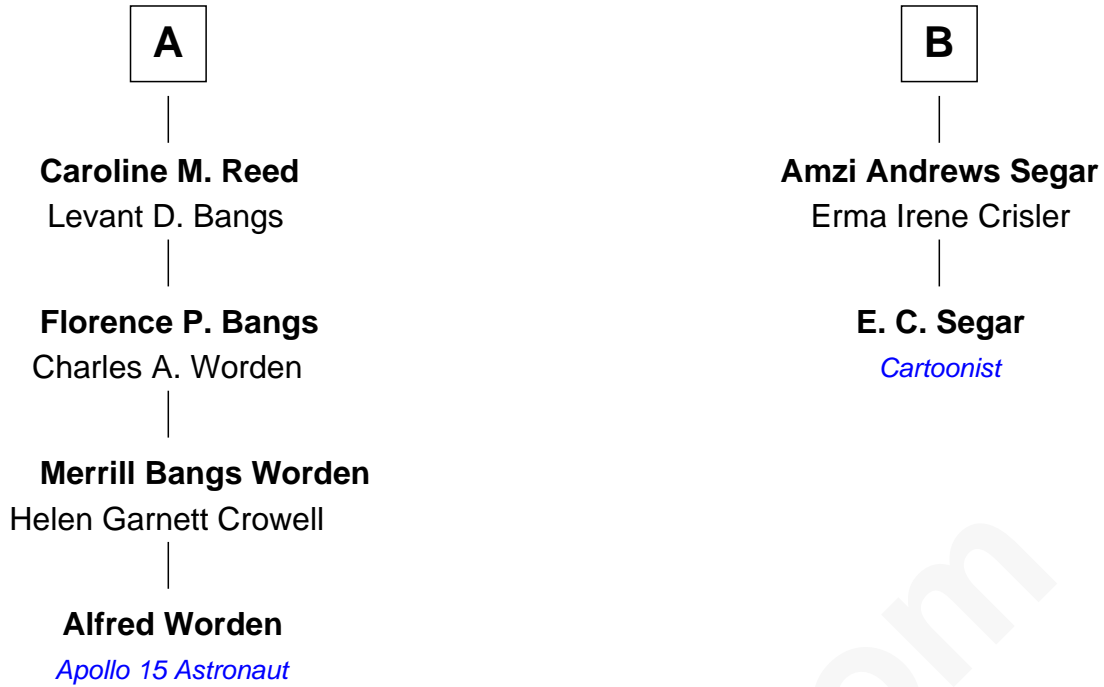 A
Caroline M. Reed
Levant D. Bangs
Florence P. Bangs
Charles A. Worden
Merrill Bangs Worden
Helen Garnett Crowell
Alfred Worden
Apollo 15 Astronaut
B
Amzi Andrews Segar
Erma Irene Crisler
E. C. Segar
Cartoonist
om